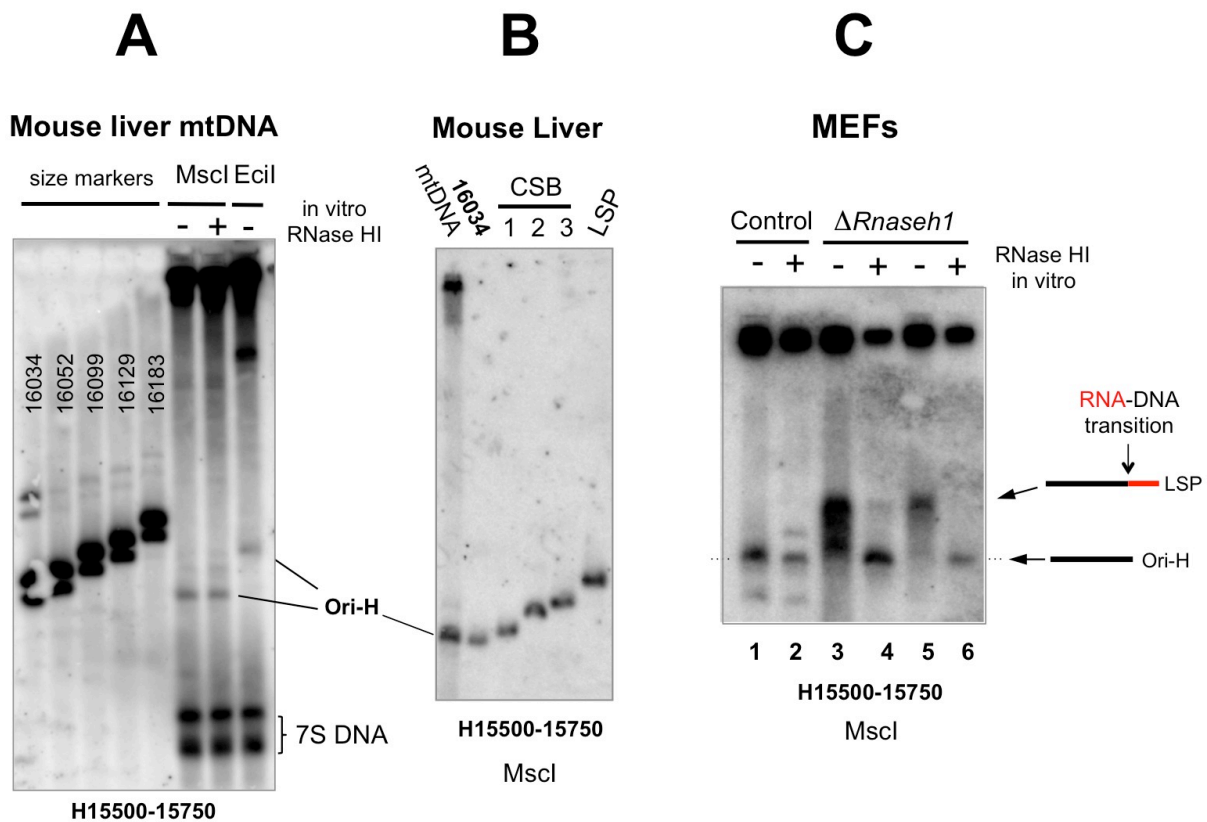 A
Mouse liver mtDNA
size markers
MscI EciI
in vitro
RNase HI
- + -
16034
16052
16099
16129
16183
Ori-H
7S DNA
H15500-15750
B
Mouse Liver
mtDNA
16034
CSB
1 2 3
LSP
H15500-15750
MscI
C
MEFs
Control ΔRnaseh1
- + - + - +
RNase HI
in vitro
RNA-DNA
transition
LSP
Ori-H
1 2 3 4 5 6
H15500-15750
MscI